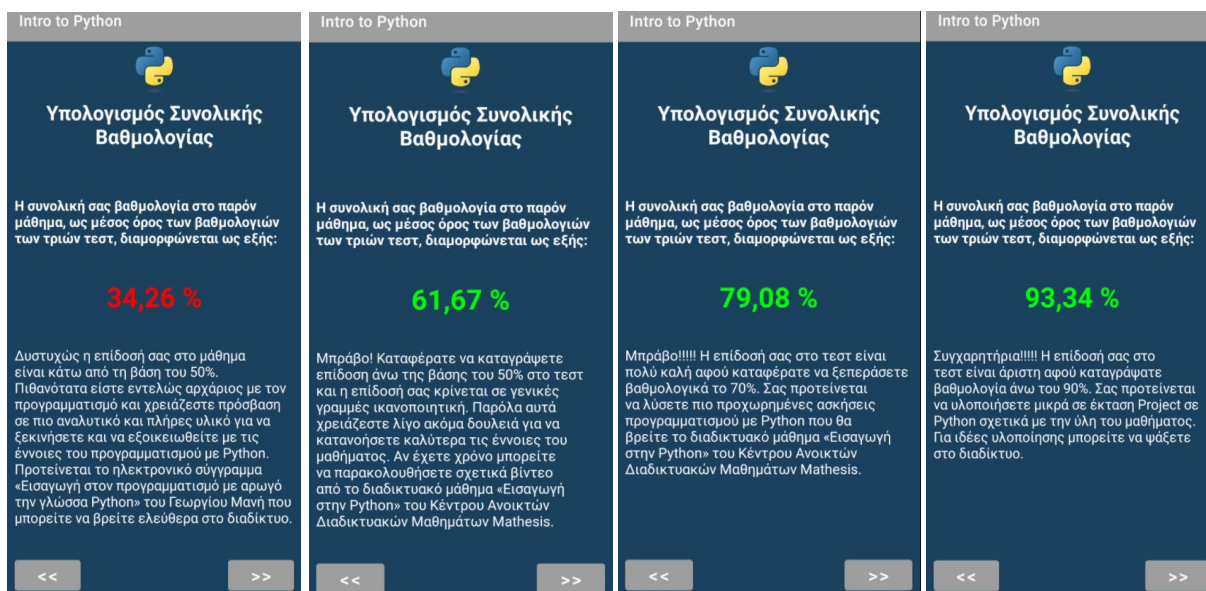 Intro to Python
Υπολογισμός Συνολικής
Βαθμολογίας
Η συνολική σας βαθμολογία στο παρόν
μάθημα, ως μέσος όρος των βαθμολογιών
των τριών τεστ, διαμορφώνεται ως εξής:
34,26 %
Δυστυχώς η επίδοσή σας στο μάθημα
είναι κάτω από τη βάση του 50%.
Πιθανότατα είστε εντελώς αρχάριος με τον
προγραμματισμό και χρειάζεστε πρόσβαση
σε πιο αναλυτικό και πλήρες υλικό για να
ξεκινήσετε και να εξοικειωθείτε με τις
έννοιες του προγραμματισμού με Python.
Προτείνεται το ηλεκτρονικό σύγγραμμα
«Εισαγωγή στον προγραμματισμό με αρωγό
την γλώσσα Python» του Γεωργίου Μανή που
μπορείτε να βρείτε ελεύθερα στο διαδίκτυο.
<< >>
Intro to Python
Υπολογισμός Συνολικής
Βαθμολογίας
Η συνολική σας βαθμολογία στο παρόν
μάθημα, ως μέσος όρος των βαθμολογιών
των τριών τεστ, διαμορφώνεται ως εξής:
61,67 %
Μπράβο! Καταφέρατε να καταγράψετε
επίδοση άνω της βάσης του 50% στο τεστ
και η επίδοσή σας κρίνεται σε γενικές
γραμμές ικανοποιητική. Παρόλα αυτά
χρειάζεστε λίγο ακόμα δουλειά για να
κατανοήσετε καλύτερα τις έννοιες του
μαθήματος. Αν έχετε χρόνο μπορείτε
να παρακολουθήσετε σχετικά βίντεο
από το διαδικτυακό μάθημα «Εισαγωγή
στην Python» του Κέντρου Ανοικτών
Διαδικτυακών Μαθημάτων Mathesis.
<< >>
Intro to Python
Υπολογισμός Συνολικής
Βαθμολογίας
Η συνολική σας βαθμολογία στο παρόν
μάθημα, ως μέσος όρος των βαθμολογιών
των τριών τεστ, διαμορφώνεται ως εξής:
79,08 %
Μπράβο!!!!! Η επίδοσή σας στο τεστ είναι
πολύ καλή αφού καταφέρατε να ξεπεράσετε
βαθμολογικά το 70%. Σας προτείνεται
να λύσετε πιο προχωρημένες ασκήσεις
προγραμματισμού με Python που θα
βρείτε το διαδικτυακό μάθημα «Εισαγωγή
στην Python» του Κέντρου Ανοικτών
Διαδικτυακών Μαθημάτων Mathesis.
<< >>
Intro to Python
Υπολογισμός Συνολικής
Βαθμολογίας
Η συνολική σας βαθμολογία στο παρόν
μάθημα, ως μέσος όρος των βαθμολογιών
των τριών τεστ, διαμορφώνεται ως εξής:
93,34 %
Συγχαρητήρια!!!!! Η επίδοσή σας στο
τεστ είναι άριστη αφού καταγράψατε
βαθμολογία άνω του 90%. Σας προτείνεται
να υλοποιήσετε μικρά σε έκταση Project σε
Python σχετικά με την ύλη του μαθήματος.
Για ιδέες υλοποίησης μπορείτε να ψάξετε
στο διαδίκτυο.
<< >>